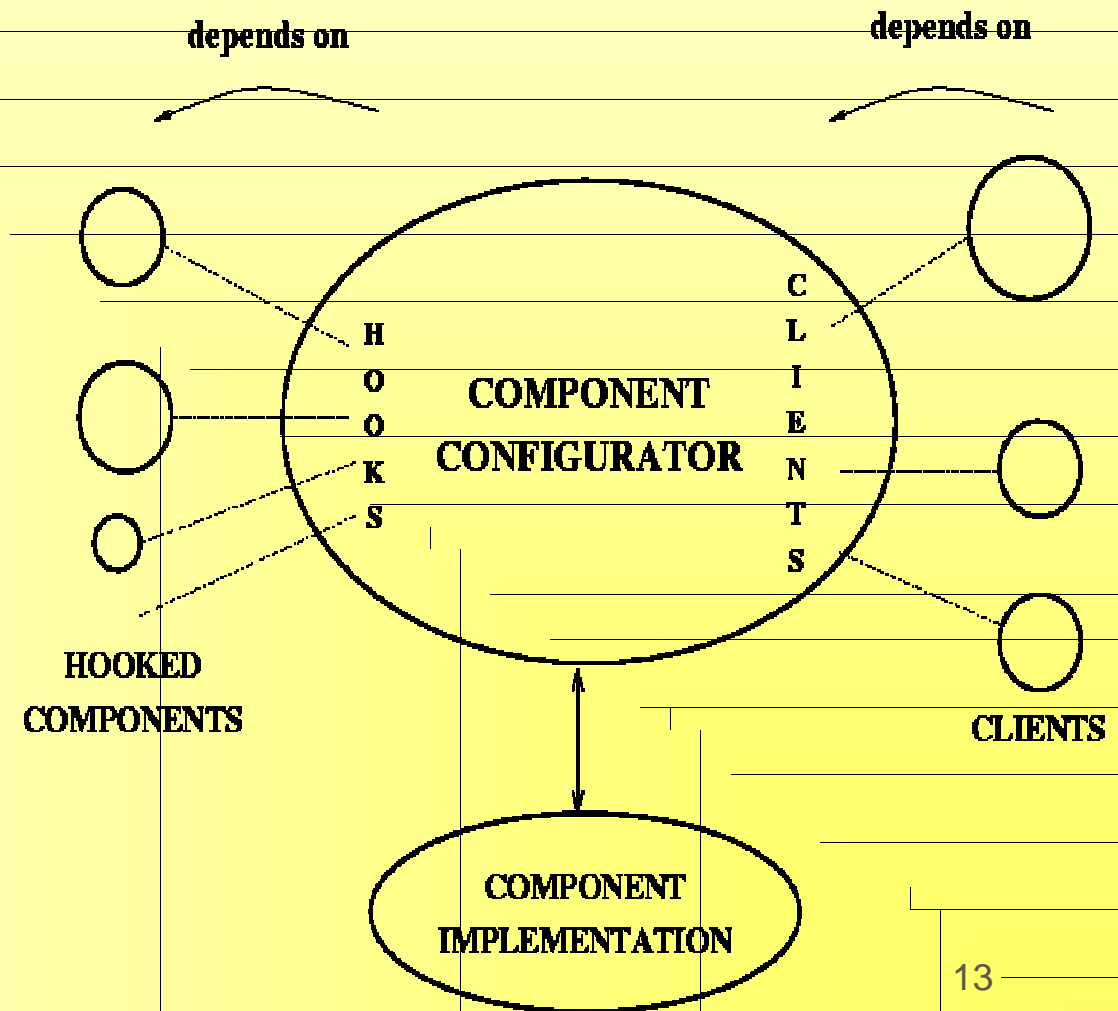 depends on
depends on
HOOKS
CLIENTS
COMPONENT
CONFIGURATOR
HOOKED
COMPONENTS
CLIENTS
COMPONENT
IMPLEMENTATION
13